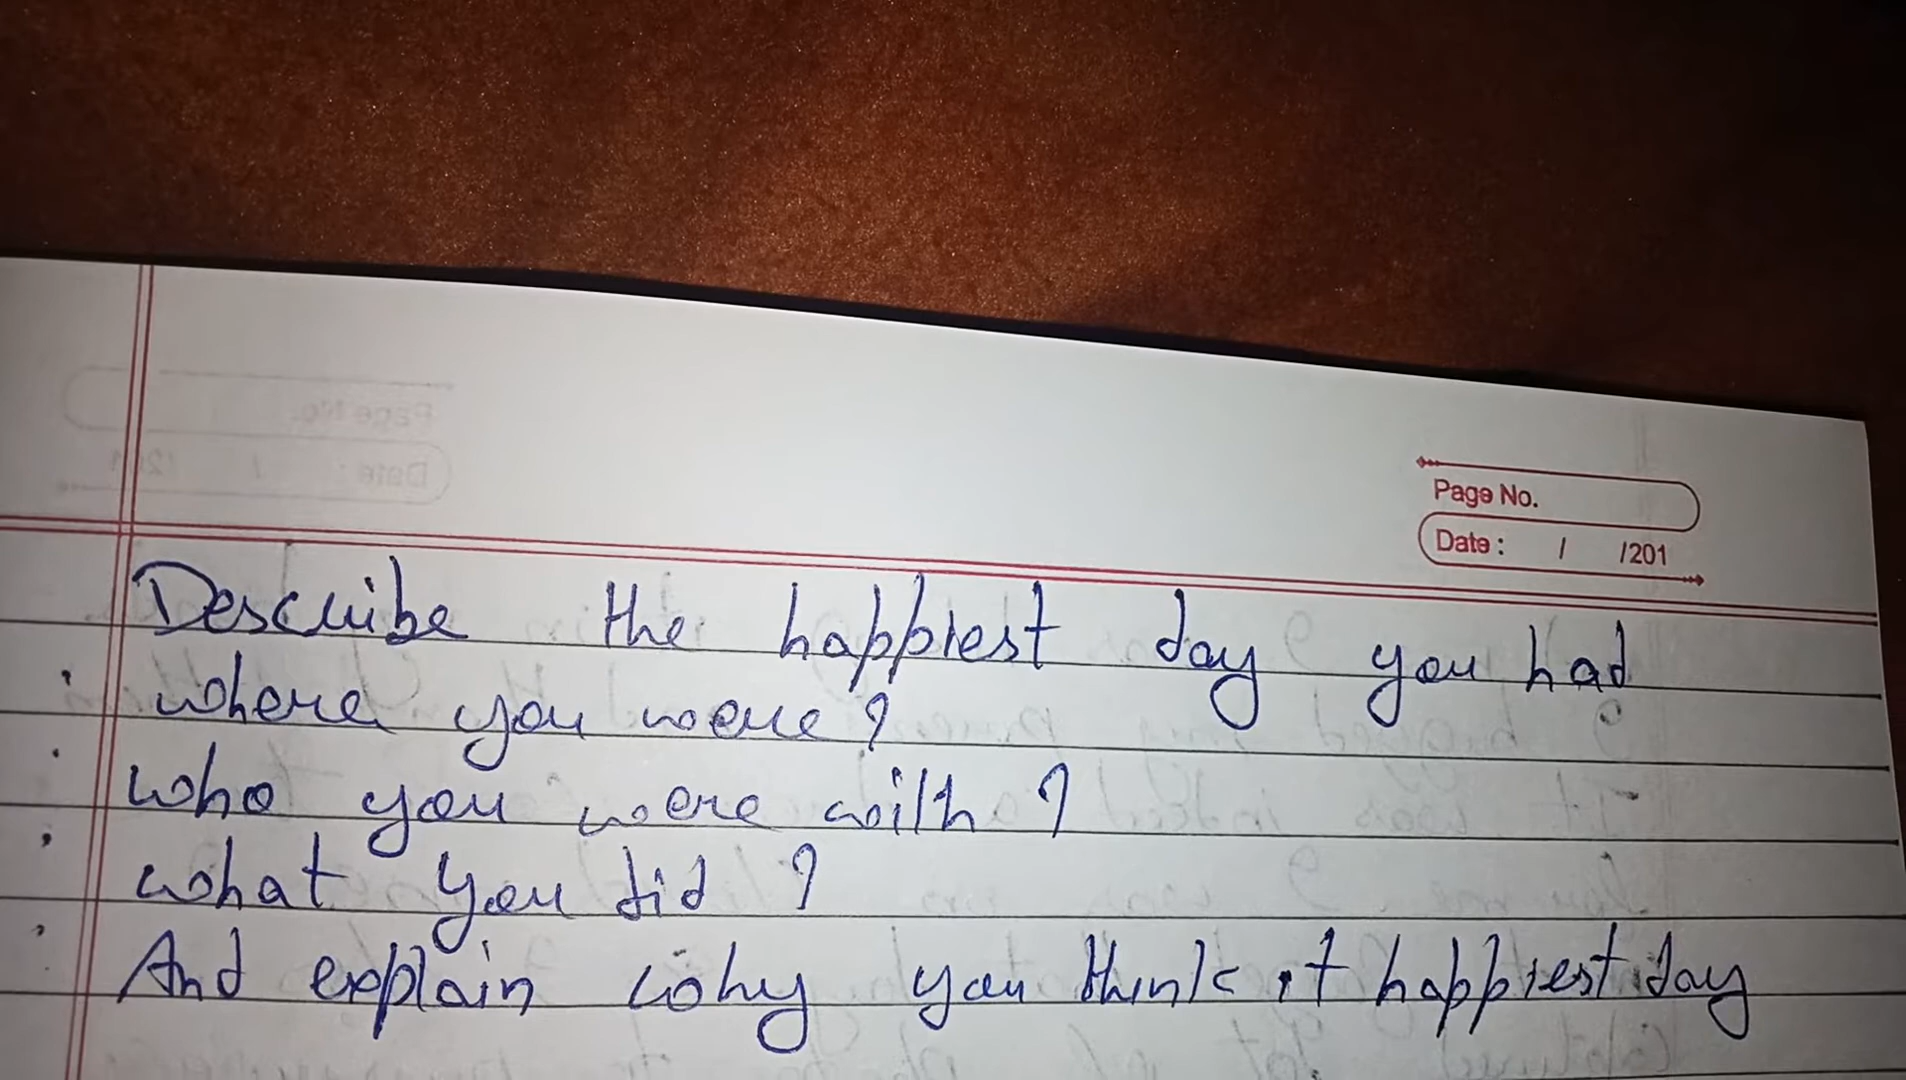 Page No.
Date : / /201
Describe the happiest day you had
where you were?
who you were with?
what you did?
And explain why you think it happiest day